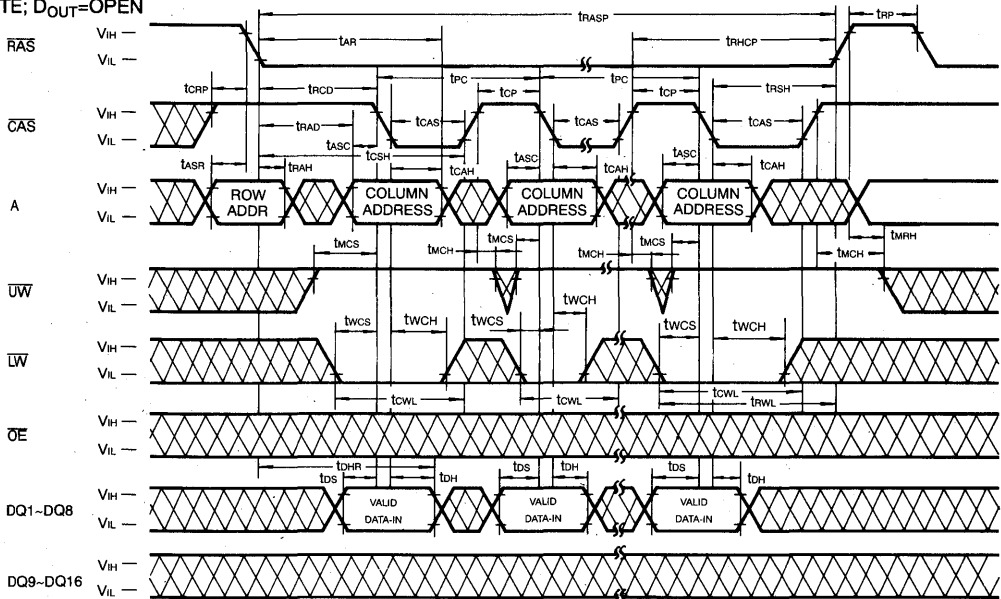 TE; DOUT=OPEN
tRASP
tRP
RAS
VIH
VIL
tAR
tRHCP
tPC
tPC
tCRP
tRCD
tCP
tCP
tRSH
CAS
VIH
VIL
tRAD
tCAS
tCAS
tCAS
tASC
tCSH
tASR
tRAH
tCAH
tASC
tCAH
tASC
tCAH
A
VIH
VIL
ROW ADDR
COLUMN ADDRESS
COLUMN ADDRESS
COLUMN ADDRESS
tMCS
tMCH
tMCS
tMCH
tMCS
tMCH
tMRH
UW
VIH
VIL
tWCS
tWCH
tWCS
tWCH
tWCS
tWCH
LW
VIH
VIL
tCWL
tCWL
tCWL
tRWL
OE
VIH
VIL
tDHR
tDS
tDH
tDS
tDH
tDS
tDH
DQ1~DQ8
VIH
VIL
VALID DATA-IN
VALID DATA-IN
VALID DATA-IN
DQ9~DQ16
VIH
VIL